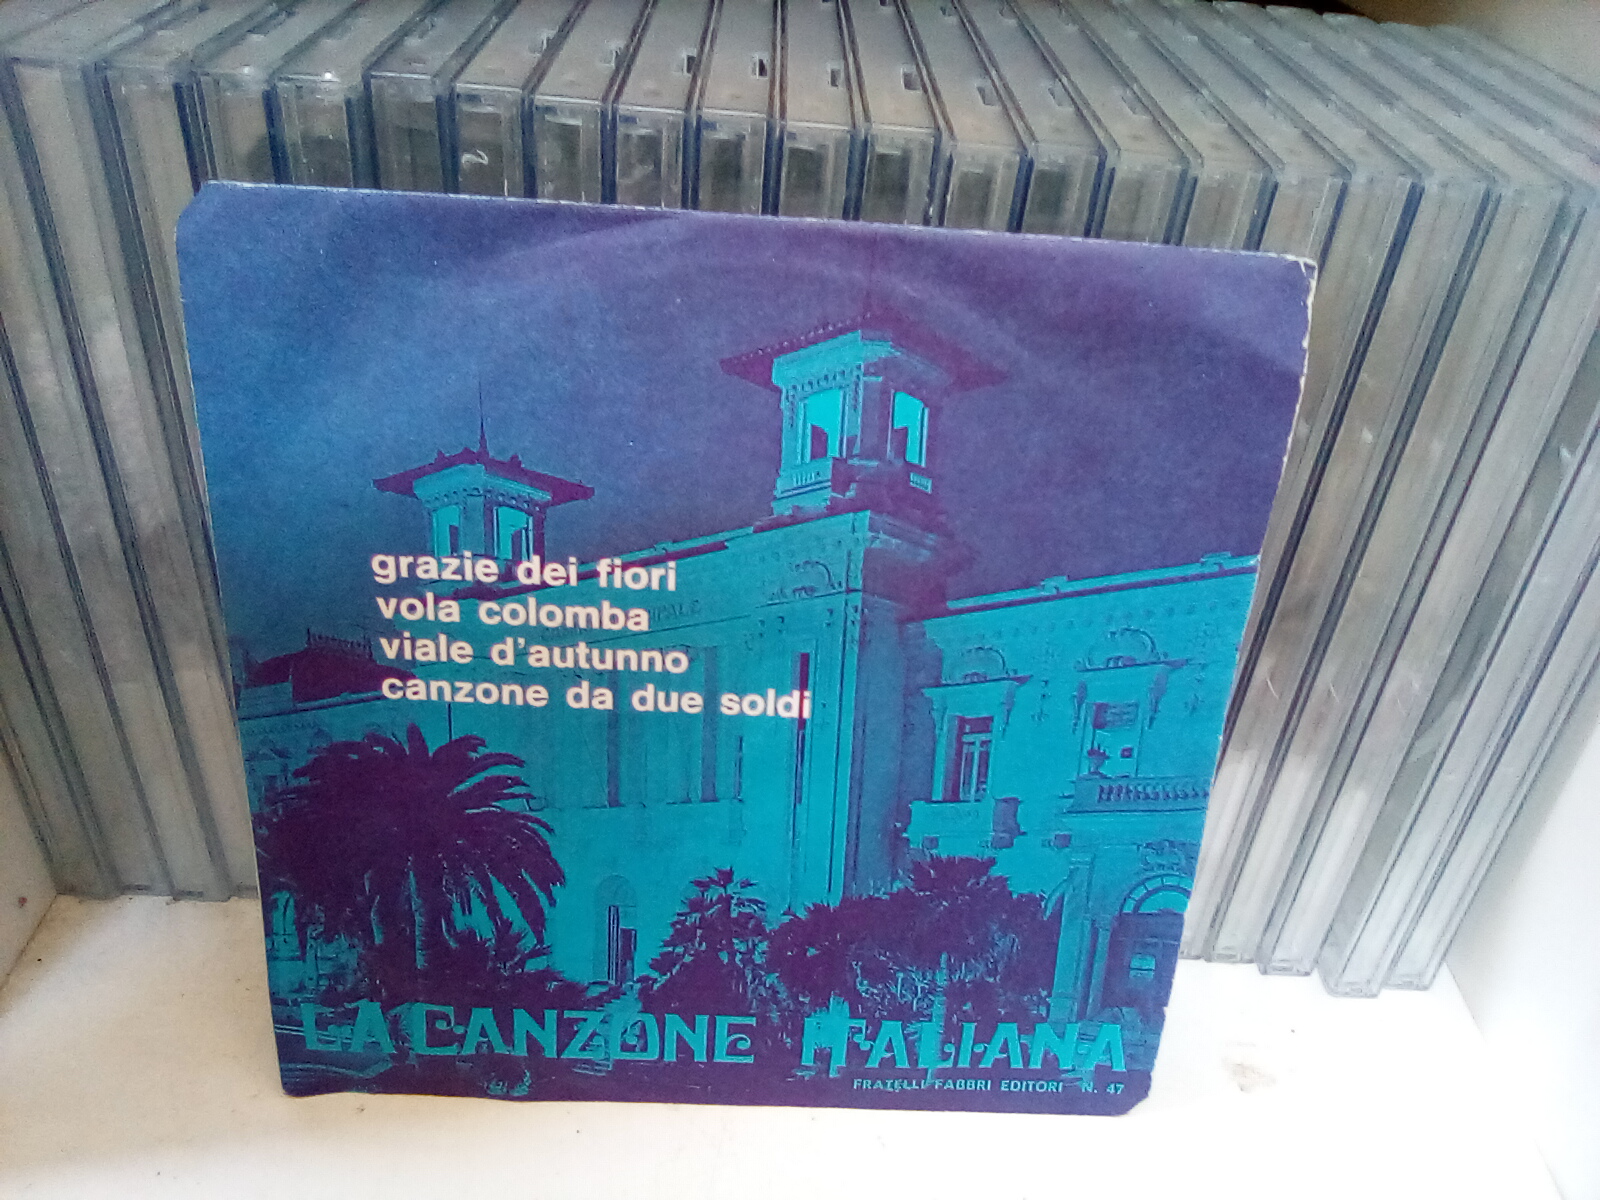 grazie dei fiori
vola colomba
viale d'autunno
canzone da due soldi
LA CANZONE ITALIANA
FRATELLI FABBRI EDITORI N. 47